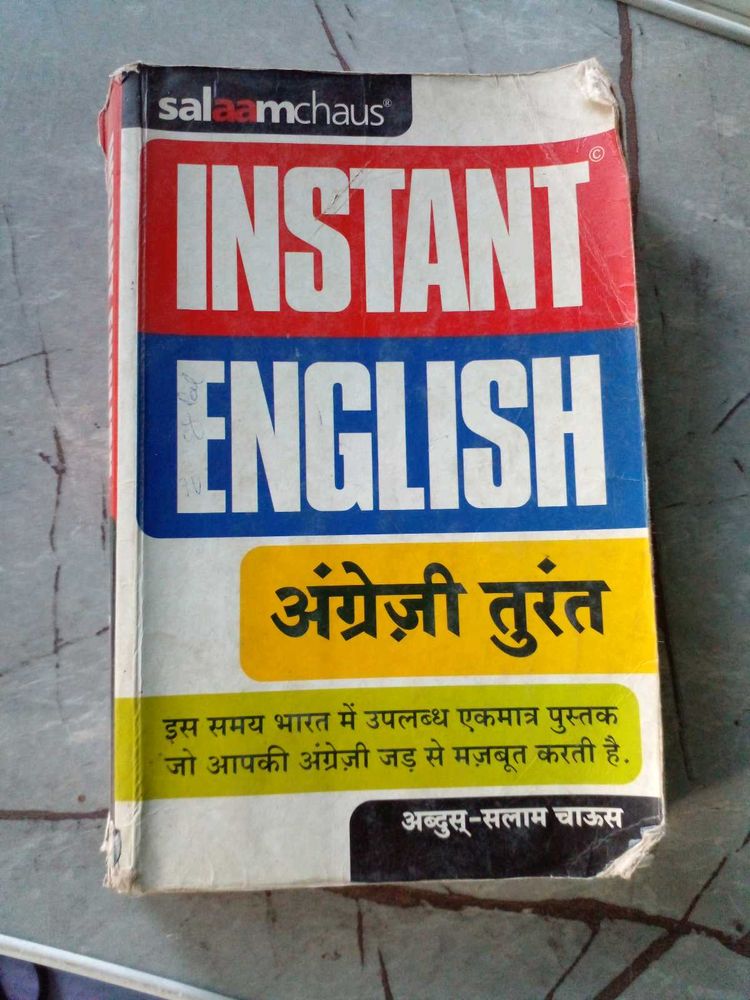 salaamchaus®
INSTANT
©
ENGLISH
अंग्रेज़ी तुरंत
इस समय भारत में उपलब्ध एकमात्र पुस्तक
जो आपकी अंग्रेज़ी जड़ से मज़बूत करती है.
अब्दुस्-सलाम चाऊस